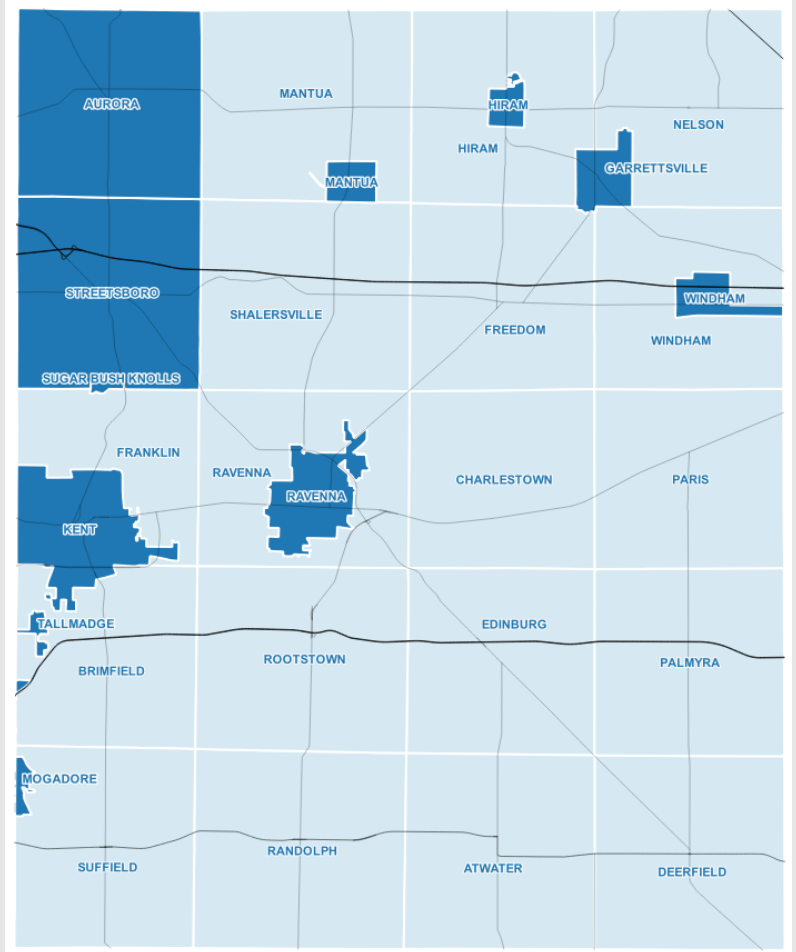 MANTUA
AURORA
HIRAM
NELSON
HIRAM
GARRETTSVILLE
MANTUA
STREETSBORO
WINDHAM
SHALERSVILLE
FREEDOM
WINDHAM
SUGAR BUSH KNOLLS
FRANKLIN
RAVENNA
CHARLESTOWN
PARIS
RAVENNA
KENT
TALLMADGE
EDINBURG
ROOTSTOWN
PALMYRA
BRIMFIELD
MOGADORE
RANDOLPH
SUFFIELD
ATWATER
DEERFIELD